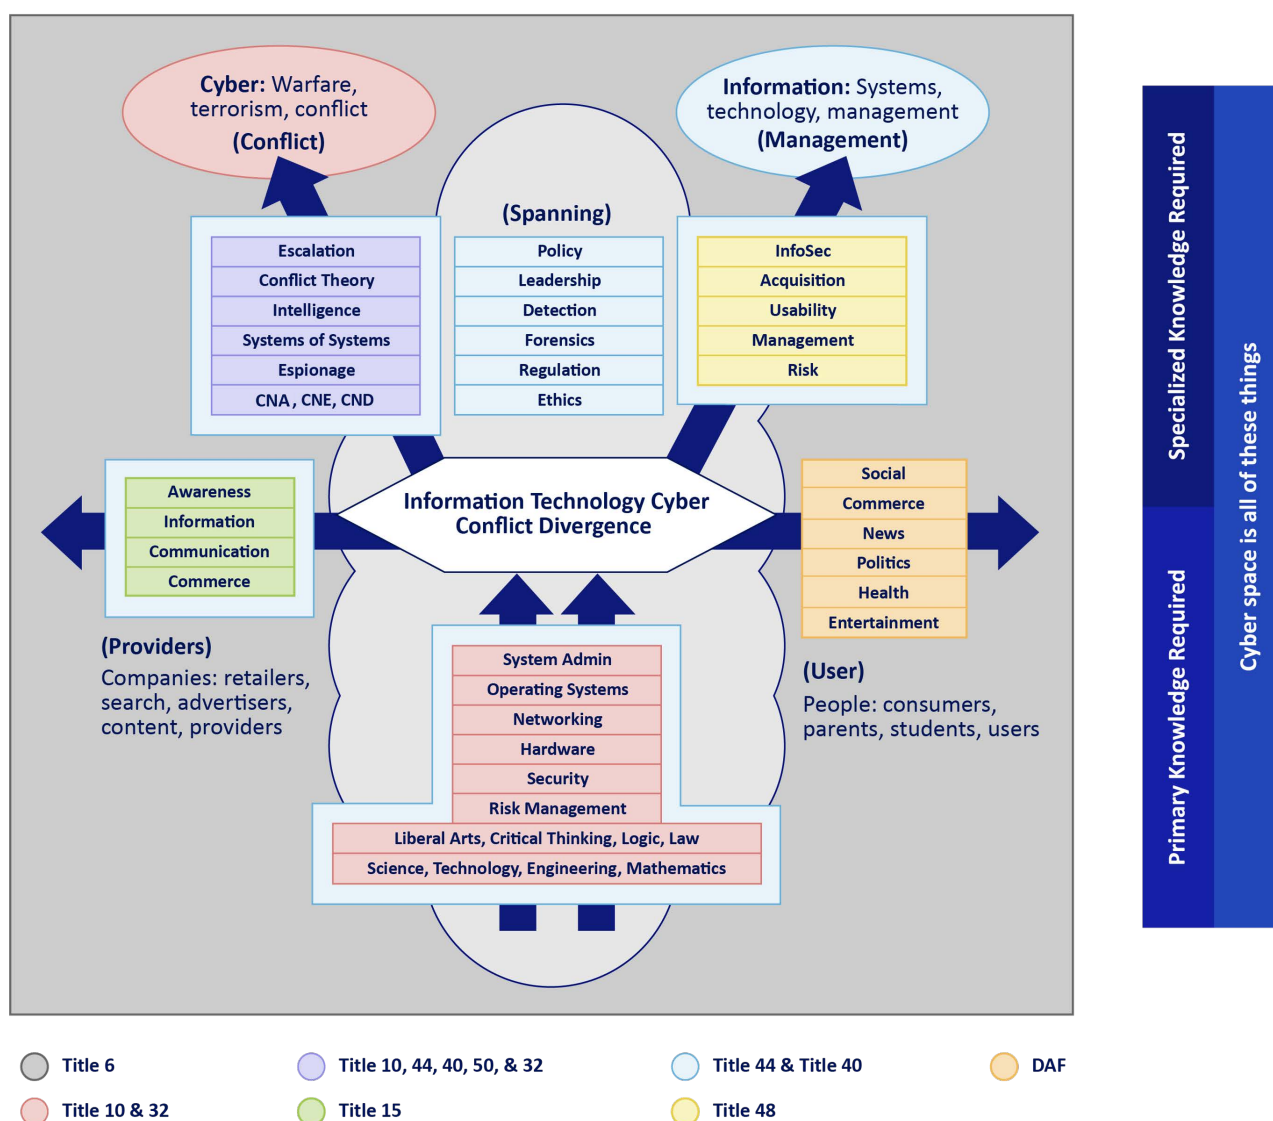 Cyber: Warfare,
terrorism, conflict
(Conflict)
Information: Systems,
technology, management
(Management)
(Spanning)
Escalation
Conflict Theory
Intelligence
Systems of Systems
Espionage
CNA , CNE, CND
Policy
Leadership
Detection
Forensics
Regulation
Ethics
InfoSec
Acquisition
Usability
Management
Risk
Information Technology Cyber
Conflict Divergence
Awareness
Information
Communication
Commerce
(Providers)
Companies: retailers,
search, advertisers,
content, providers
Social
Commerce
News
Politics
Health
Entertainment
(User)
People: consumers,
parents, students, users
System Admin
Operating Systems
Networking
Hardware
Security
Risk Management
Liberal Arts, Critical Thinking, Logic, Law
Science, Technology, Engineering, Mathematics
Specialized Knowledge Required
Primary Knowledge Required
Cyber space is all of these things
Title 6
Title 10, 44, 40, 50, & 32
Title 44 & Title 40
DAF
Title 10 & 32
Title 15
Title 48